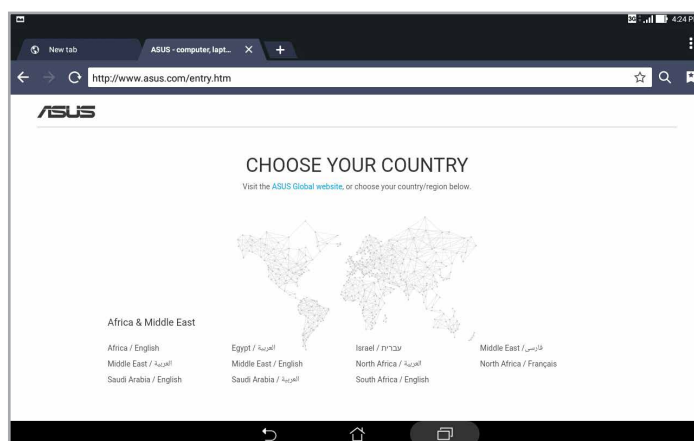 3G 4:24 P
New tab
ASUS - computer, lapt...
http://www.asus.com/entry.htm
ASUS
CHOOSE YOUR COUNTRY
Visit the ASUS Global website, or choose your country/region below.
Africa & Middle East
Africa / English Egypt / العربية Israel / עברית Middle East / فارسی
Middle East / العربية Middle East / English North Africa / العربية North Africa / Français
Saudi Arabia / English Saudi Arabia / العربية South Africa / English